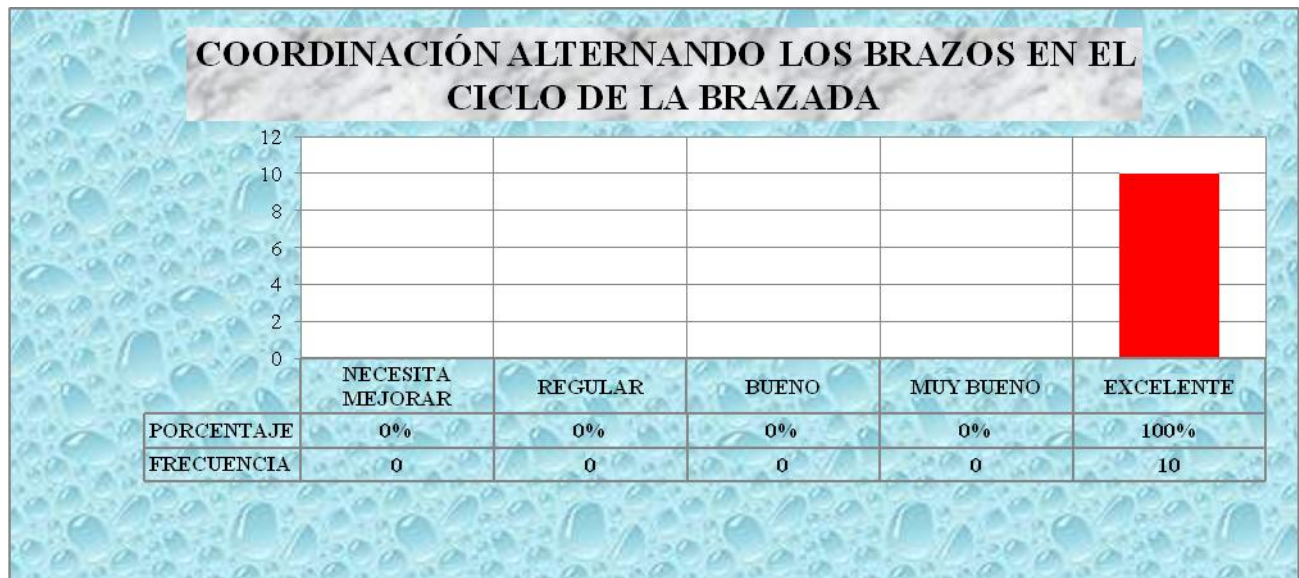 COORDINACIÓN ALTERNANDO LOS BRAZOS EN EL
CICLO DE LA BRAZADA
12
10
8
6
4
2
0
NECESITA MEJORAR REGULAR BUENO MUY BUENO EXCELENTE
PORCENTAJE 0% 0% 0% 0% 100%
FRECUENCIA 0 0 0 0 10